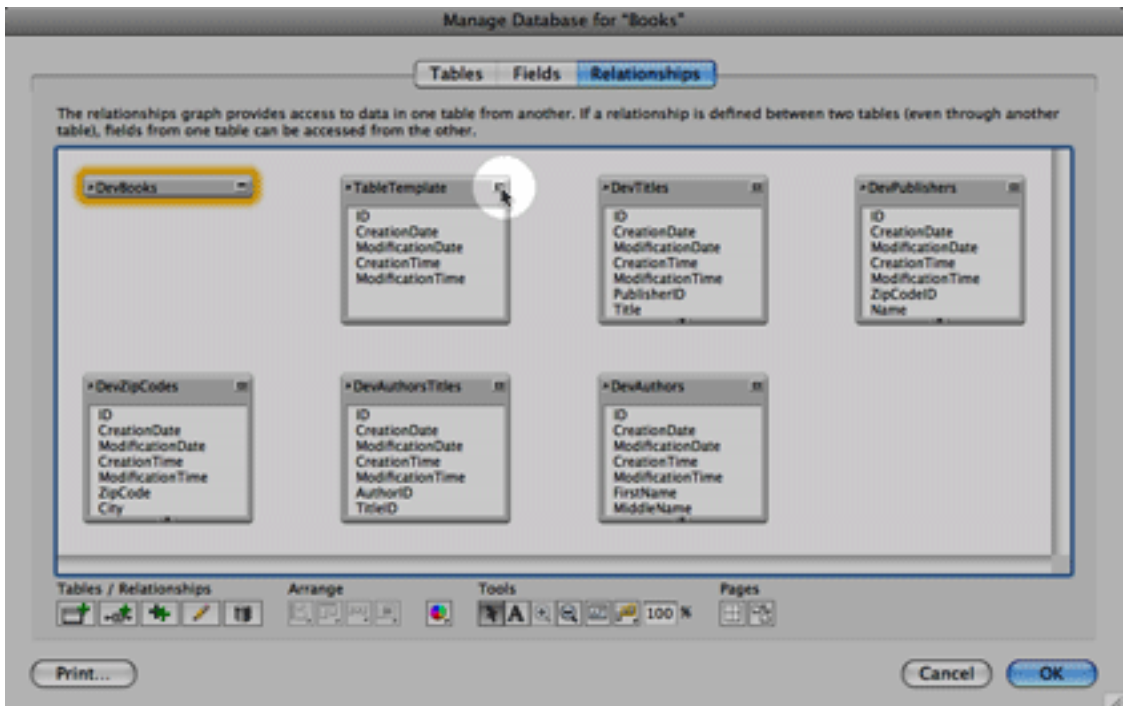 Manage Database for "Books"
Tables Fields Relationships
The relationships graph provides access to data in one table from another. If a relationship is defined between two tables (even through another
table), fields from one table can be accessed from the other.
DevBooks
TableTemplate
ID
CreationDate
ModificationDate
CreationTime
ModificationTime
DevTitles
ID
CreationDate
ModificationDate
CreationTime
ModificationTime
PublisherID
Title
DevPublishers
ID
CreationDate
ModificationDate
CreationTime
ModificationTime
ZipCodeID
Name
DevZipCodes
ID
CreationDate
ModificationDate
CreationTime
ModificationTime
ZipCode
City
DevAuthorsTitles
ID
CreationDate
ModificationDate
CreationTime
ModificationTime
AuthorID
TitleID
DevAuthors
ID
CreationDate
ModificationDate
CreationTime
ModificationTime
FirstName
MiddleName
Tables / Relationships Arrange Tools Pages
A 100 %
Print... Cancel OK